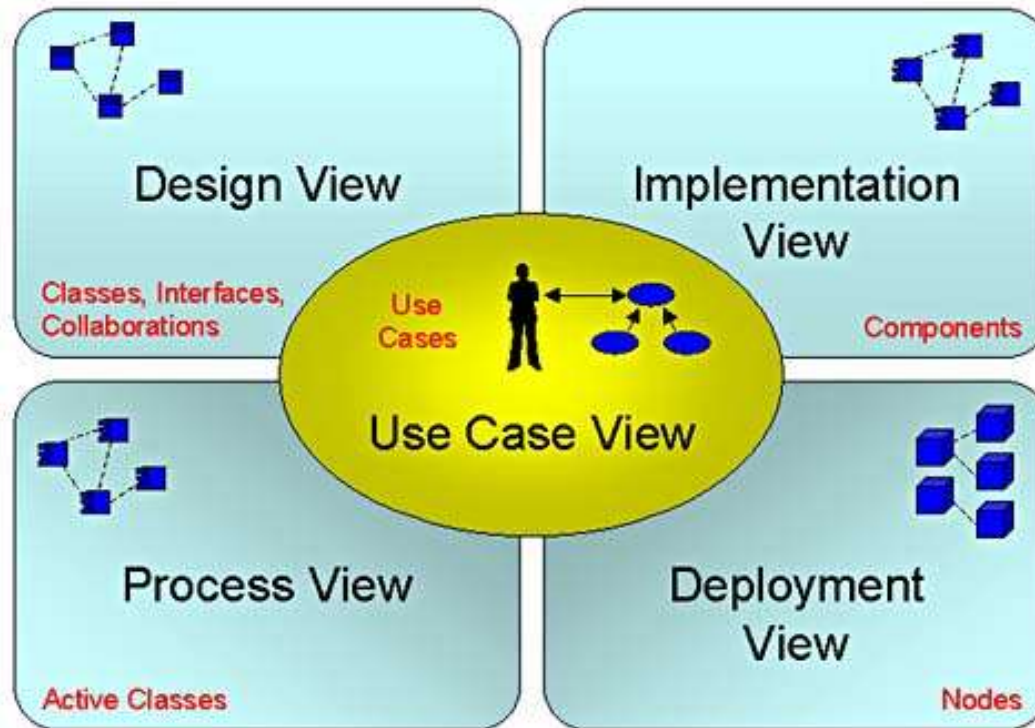 Design View
Classes, Interfaces,
Collaborations
Implementation
View
Components
Use
Cases
Use Case View
Process View
Active Classes
Deployment
View
Nodes